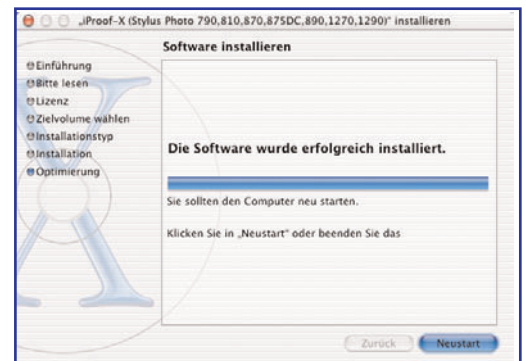 „iProof-X (Stylus Photo 790,810,870,875DC,890,1270,1290)“ installieren
Software installieren
Einführung
Bitte lesen
Lizenz
Zielvolume wählen
Installationstyp
Installation
Optimierung
Die Software wurde erfolgreich installiert.
Sie sollten den Computer neu starten.
Klicken Sie in „Neustart“ oder beenden Sie das
Zurück
Neustart